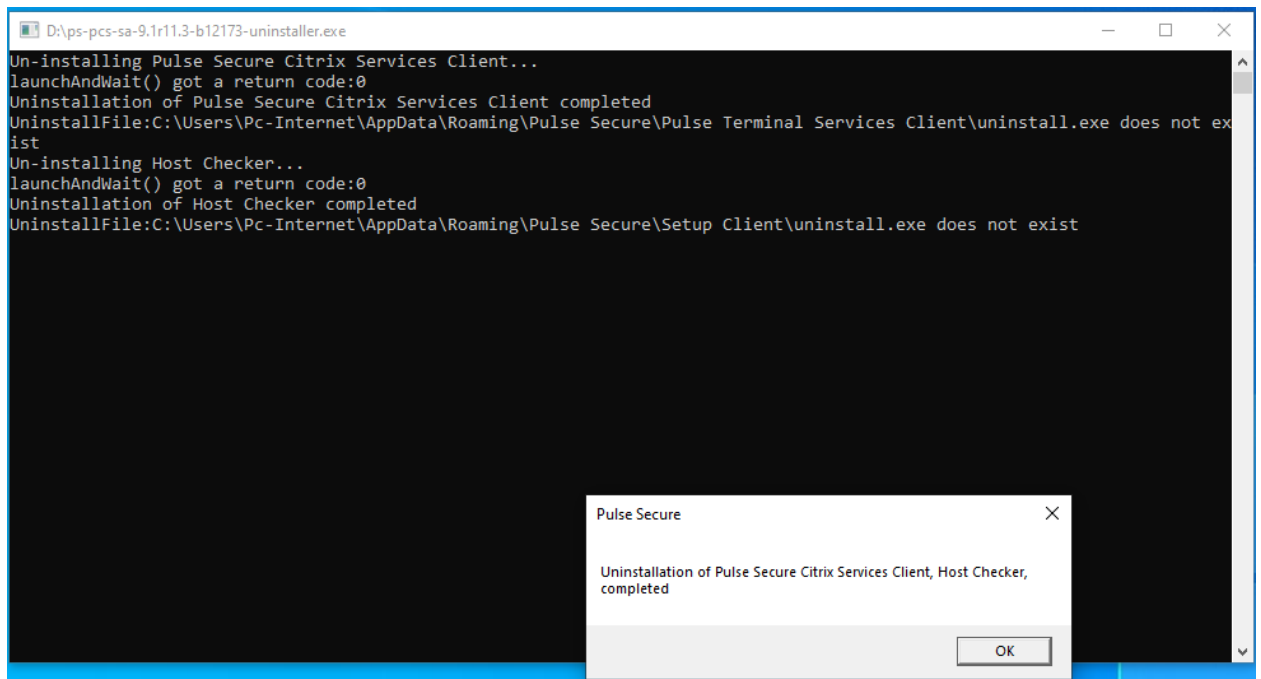 D:\ps-pcs-sa-9.1r11.3-b12173-uninstaller.exe
Un-installing Pulse Secure Citrix Services Client...
launchAndWait() got a return code:0
Uninstallation of Pulse Secure Citrix Services Client completed
UninstallFile:C:\Users\Pc-Internet\AppData\Roaming\Pulse Secure\Pulse Terminal Services Client\uninstall.exe does not ex
ist
Un-installing Host Checker...
launchAndWait() got a return code:0
Uninstallation of Host Checker completed
UninstallFile:C:\Users\Pc-Internet\AppData\Roaming\Pulse Secure\Setup Client\uninstall.exe does not exist
Pulse Secure
Uninstallation of Pulse Secure Citrix Services Client, Host Checker,
completed
OK